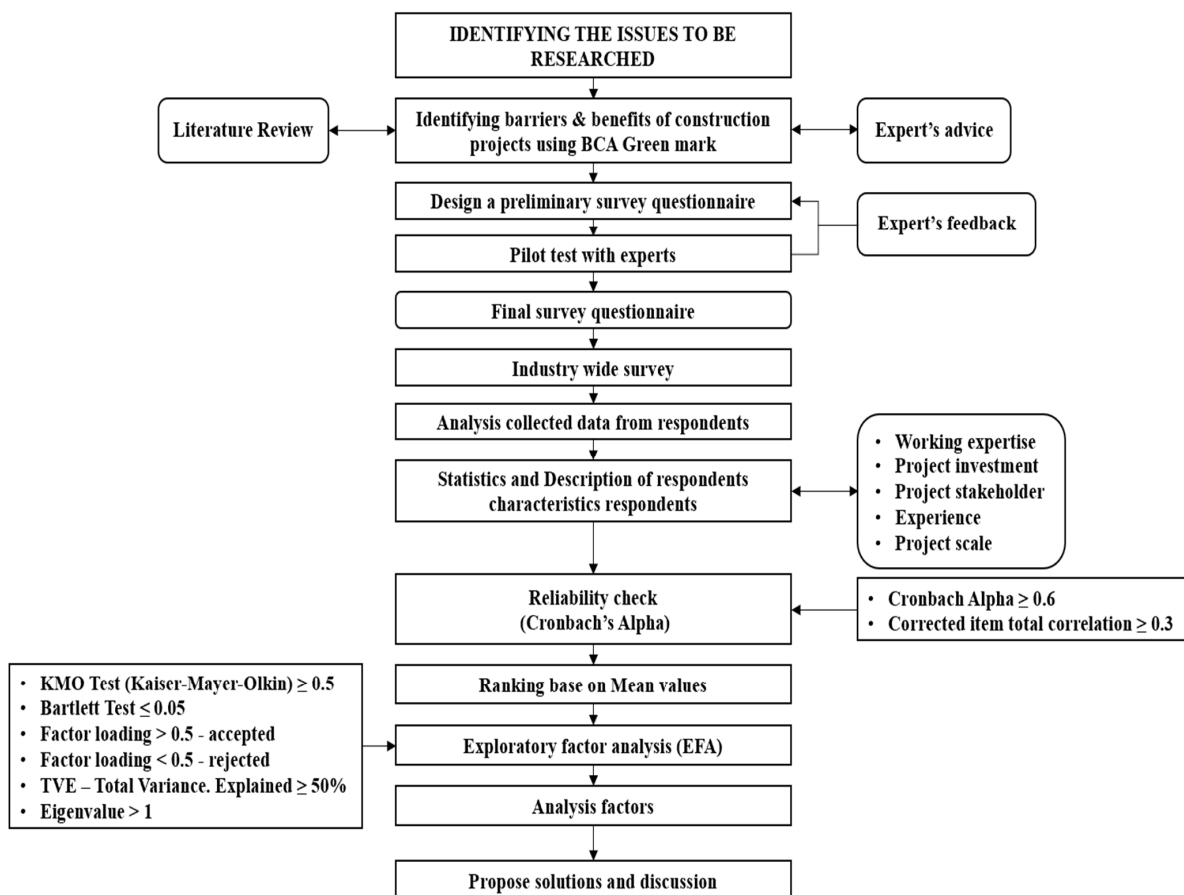 IDENTIFYING THE ISSUES TO BE
RESEARCHED
Literature Review
Identifying barriers & benefits of construction
projects using BCA Green mark
Expert's advice
Design a preliminary survey questionnaire
Expert's feedback
Pilot test with experts
Final survey questionnaire
Industry wide survey
Analysis collected data from respondents
Statistics and Description of respondents
characteristics respondents
• Working expertise
• Project investment
• Project stakeholder
• Experience
• Project scale
Reliability check
(Cronbach's Alpha)
• Cronbach Alpha ≥ 0.6
• Corrected item total correlation ≥ 0.3
Ranking base on Mean values
• KMO Test (Kaiser-Mayer-Olkin) ≥ 0.5
• Bartlett Test ≤ 0.05
• Factor loading > 0.5 - accepted
• Factor loading < 0.5 - rejected
• TVE – Total Variance. Explained ≥ 50%
• Eigenvalue > 1
Exploratory factor analysis (EFA)
Analysis factors
Propose solutions and discussion